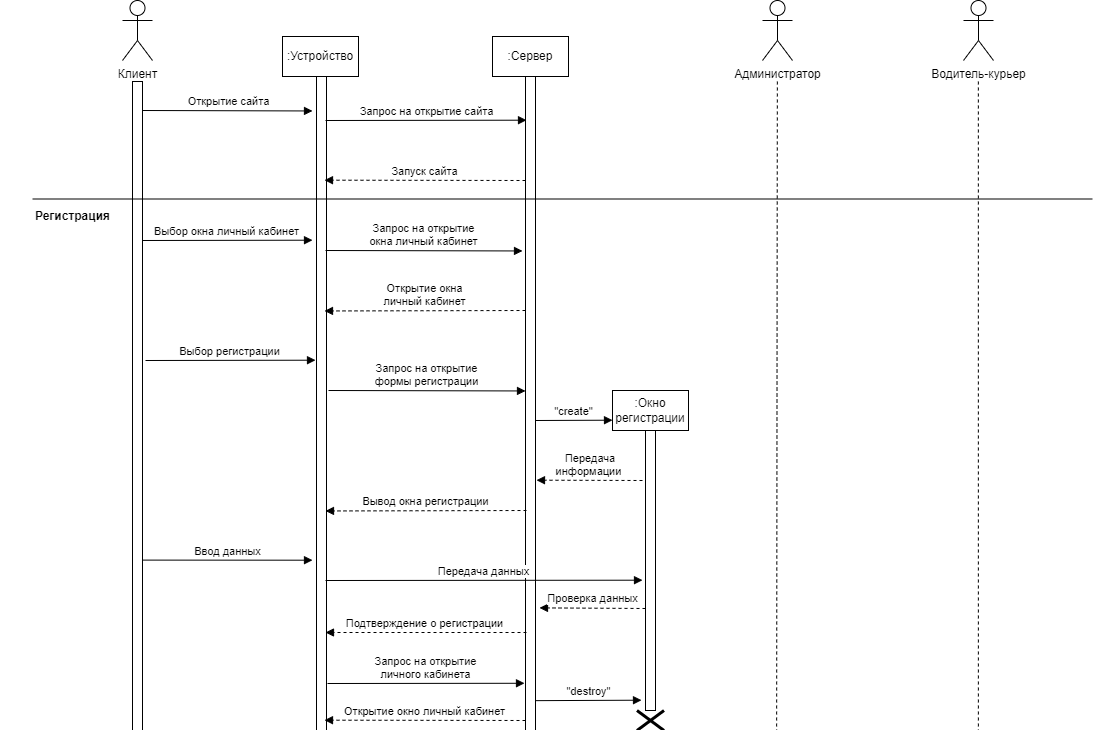 Клиент
:Устройство
:Сервер
Администратор
Водитель-курьер
Открытие сайта
Запрос на открытие сайта
Запуск сайта
Регистрация
Выбор окна личный кабинет
Запрос на открытие
окна личный кабинет
Открытие окна
личный кабинет
Выбор регистрации
Запрос на открытие
формы регистрации
"create"
:Окно
регистрации
Передача
информации
Вывод окна регистрации
Ввод данных
Передача данных
Проверка данных
Подтверждение о регистрации
Запрос на открытие
личного кабинета
"destroy"
Открытие окно личный кабинет